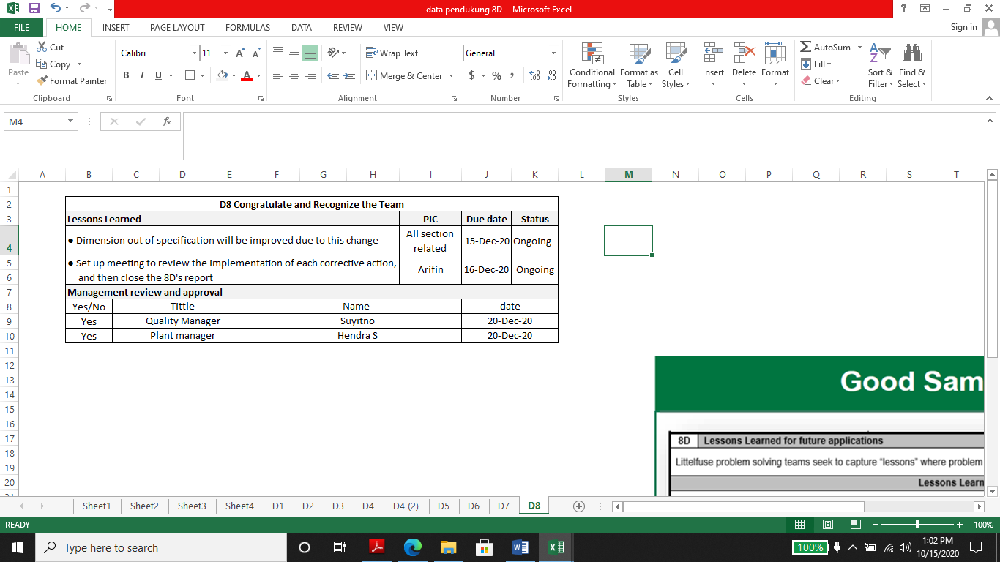 data pendukung 8D - Microsoft Excel
FILE HOME INSERT PAGE LAYOUT FORMULAS DATA REVIEW VIEW Sign in
Paste
Cut
Copy
Format Painter
Clipboard
Calibri 11
B I U
Font
Wrap Text
Merge & Center
Alignment
General
$ % ,
Number
Conditional Formatting
Format as Table
Cell Styles
Styles
Insert Delete Format
Cells
AutoSum
Fill
Clear
Sort & Filter
Find & Select
Editing
M4 fx
A B C D E F G H I J K L M N O P Q R S T
1
2 D8 Congratulate and Recognize the Team
3 Lessons Learned PIC Due date Status
4 ● Dimension out of specification will be improved due to this change All section related 15-Dec-20 Ongoing
5 ● Set up meeting to review the implementation of each corrective action,
6 and then close the 8D's report Arifin 16-Dec-20 Ongoing
7 Management review and approval
8 Yes/No Tittle Name date
9 Yes Quality Manager Suyitno 20-Dec-20
10 Yes Plant manager Hendra S 20-Dec-20
11
12
13 Good Sam
14
15
16
17 8D Lessons Learned for future applications
18
19 Littelfuse problem solving teams seek to capture "lessons" where problem
20 Lessons Learn
21
Sheet1 Sheet2 Sheet3 Sheet4 D1 D2 D3 D4 D4 (2) D5 D6 D7 D8
READY 100%
Type here to search 100% 1:02 PM
10/15/2020